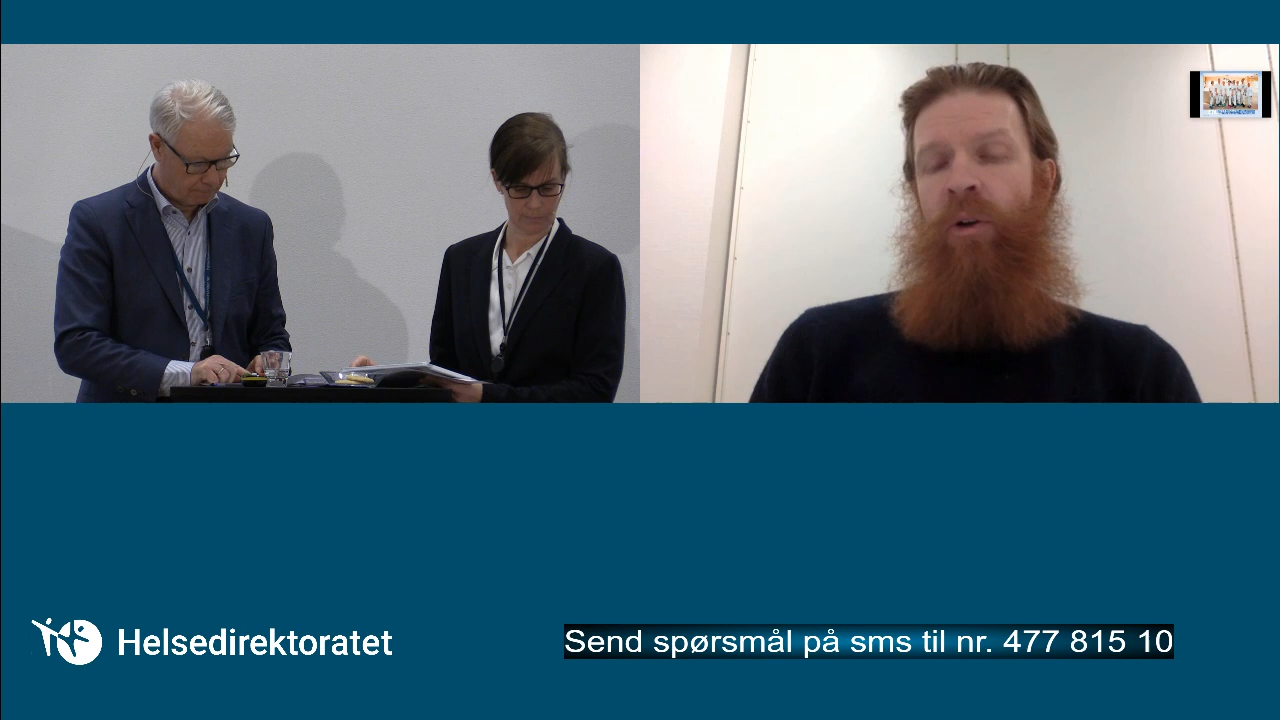 Helsedirektoratet
Send spørsmål på sms til nr. 477 815 10